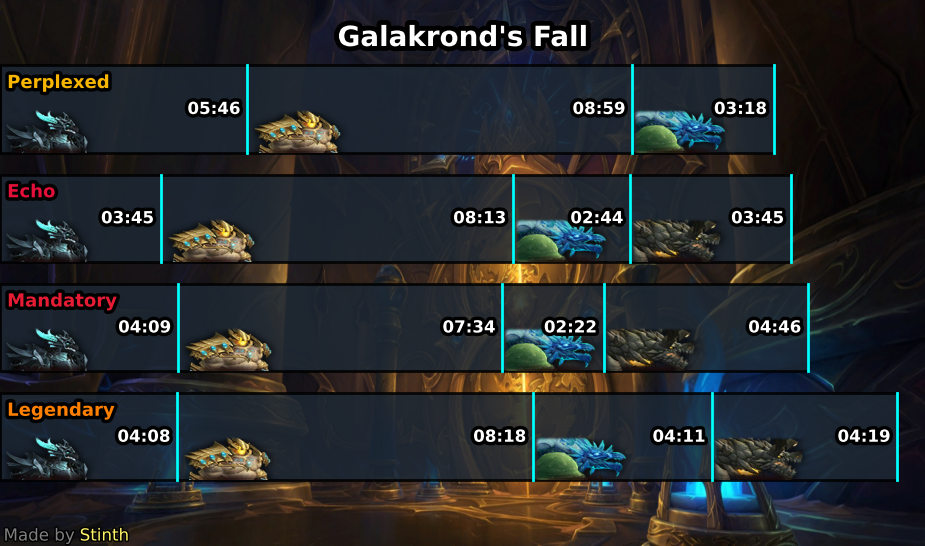 Galakrond's Fall
Perplexed
05:46 08:59 03:18
Echo
03:45 08:13 02:44 03:45
Mandatory
04:09 07:34 02:22 04:46
Legendary
04:08 08:18 04:11 04:19
Made by Stinth